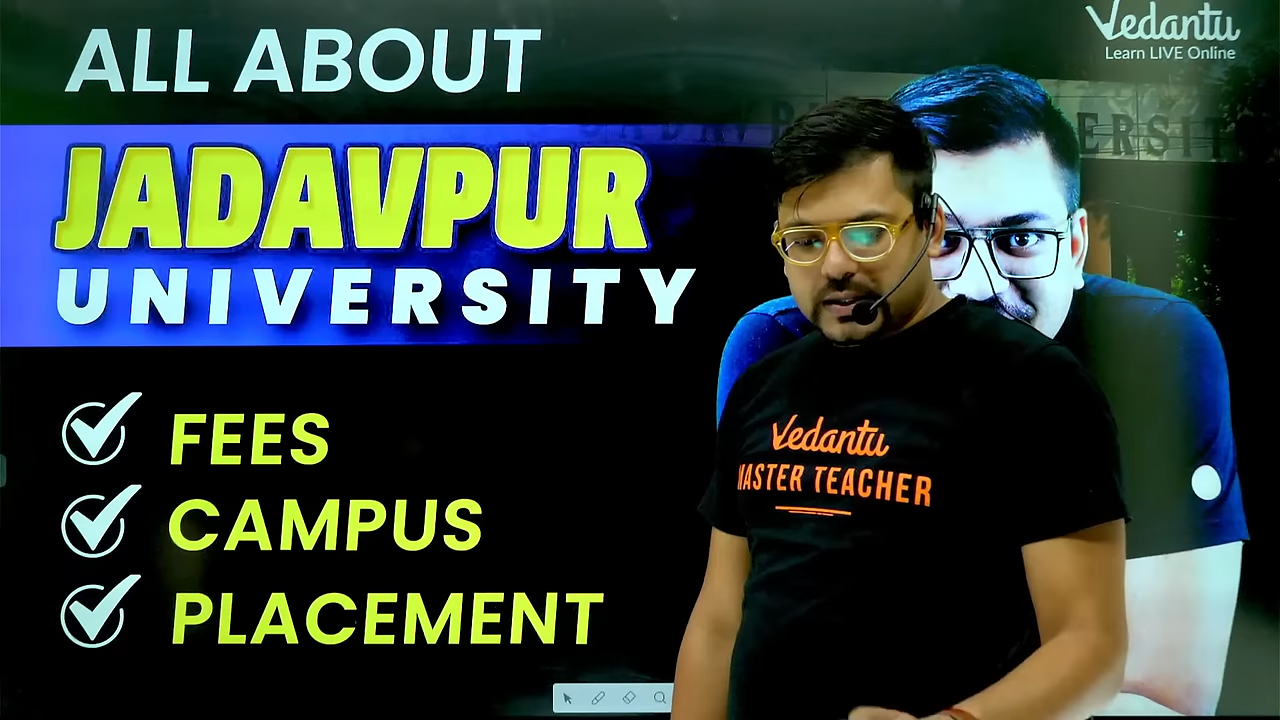 Vedantu
Learn LIVE Online
ALL ABOUT
JADAVPUR
UNIVERSITY
FEES
CAMPUS
PLACEMENT
Vedantu
MASTER TEACHER